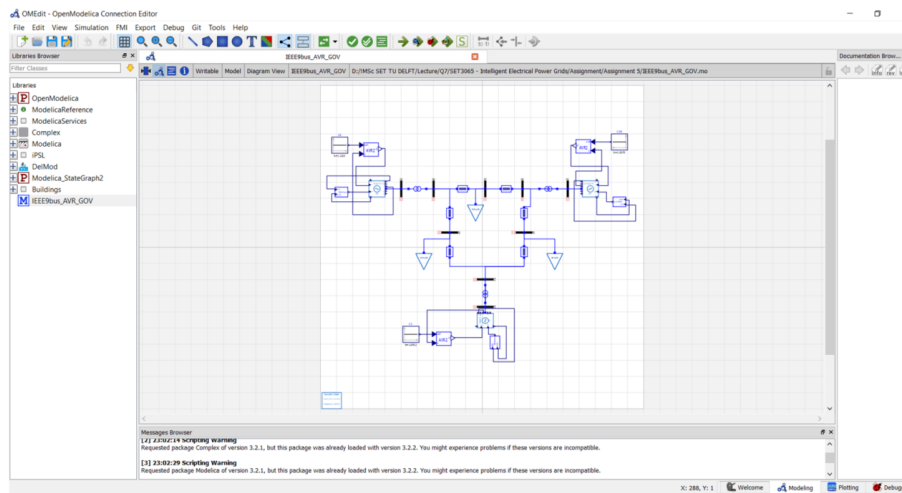 OMEdit - OpenModelica Connection Editor
File Edit View Simulation FMI Export Debug Git Tools Help
Libraries Browser
IEEE9bus_AVR_GOV
Documentation Brow...
Filter Classes
Writable Model Diagram View IEEE9bus_AVR_GOV D:/!MSc SET TU DELFT/Lecture/Q7/SET3065 - Intelligent Electrical Power Grids/Assignment/Assignment 5/IEEE9bus_AVR_GOV.mo
Libraries
OpenModelica
ModelicaReference
ModelicaServices
Complex
Modelica
iPSL
DelMod
Modelica_StateGraph2
Buildings
IEEE9bus_AVR_GOV
Messages Browser
[2] 23:02:14 Scripting Warning
Requested package Complex of version 3.2.1, but this package was already loaded with version 3.2.2. You might experience problems if these versions are incompatible.
[3] 23:02:29 Scripting Warning
Requested package Modelica of version 3.2.1, but this package was already loaded with version 3.2.2. You might experience problems if these versions are incompatible.
X: 288, Y: 1 Welcome Modeling Plotting Debug